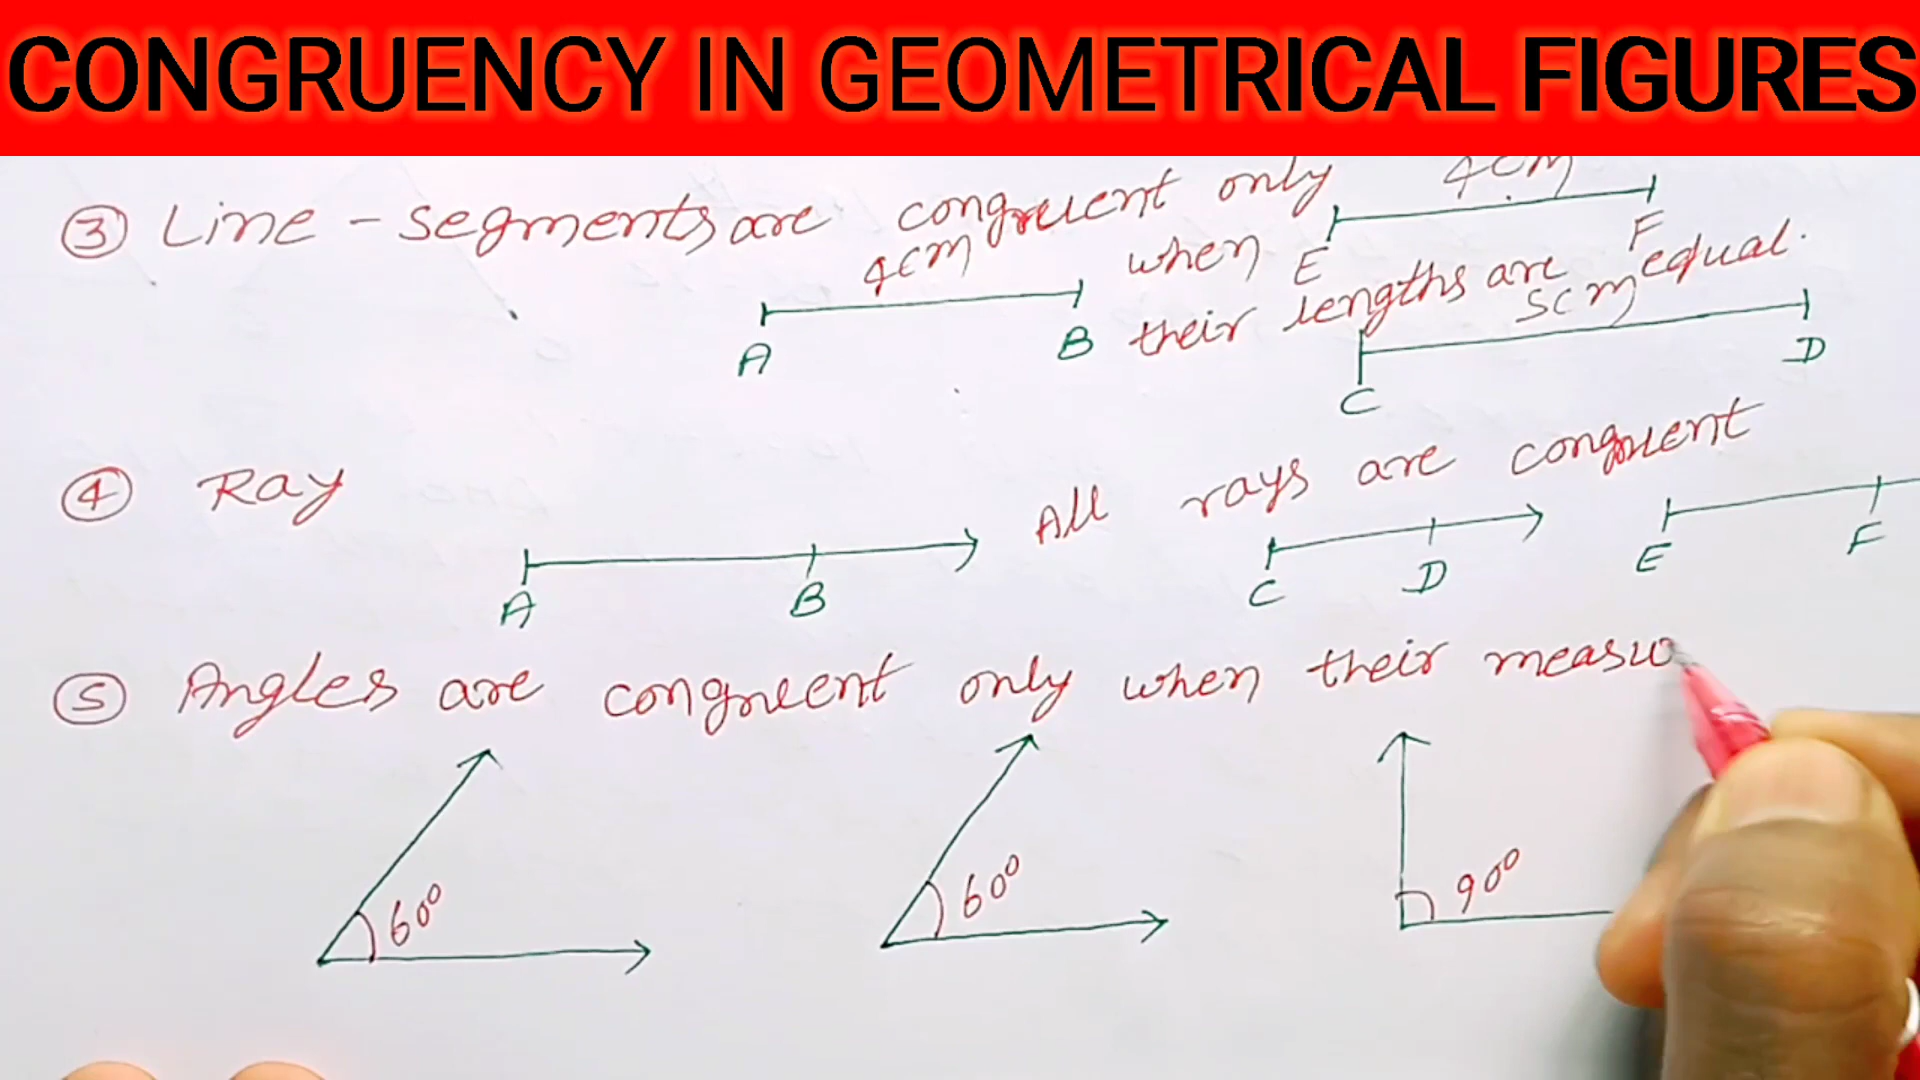 CONGRUENCY IN GEOMETRICAL FIGURES
③ Line - segments are congruent only
when
their lengths are equal.
4cm
A B
4cm
E F
5cm
C D
④ Ray
All rays are congruent
A B
C D
E F
⑤ Angles are congruent only when their measu
60°
60°
90°